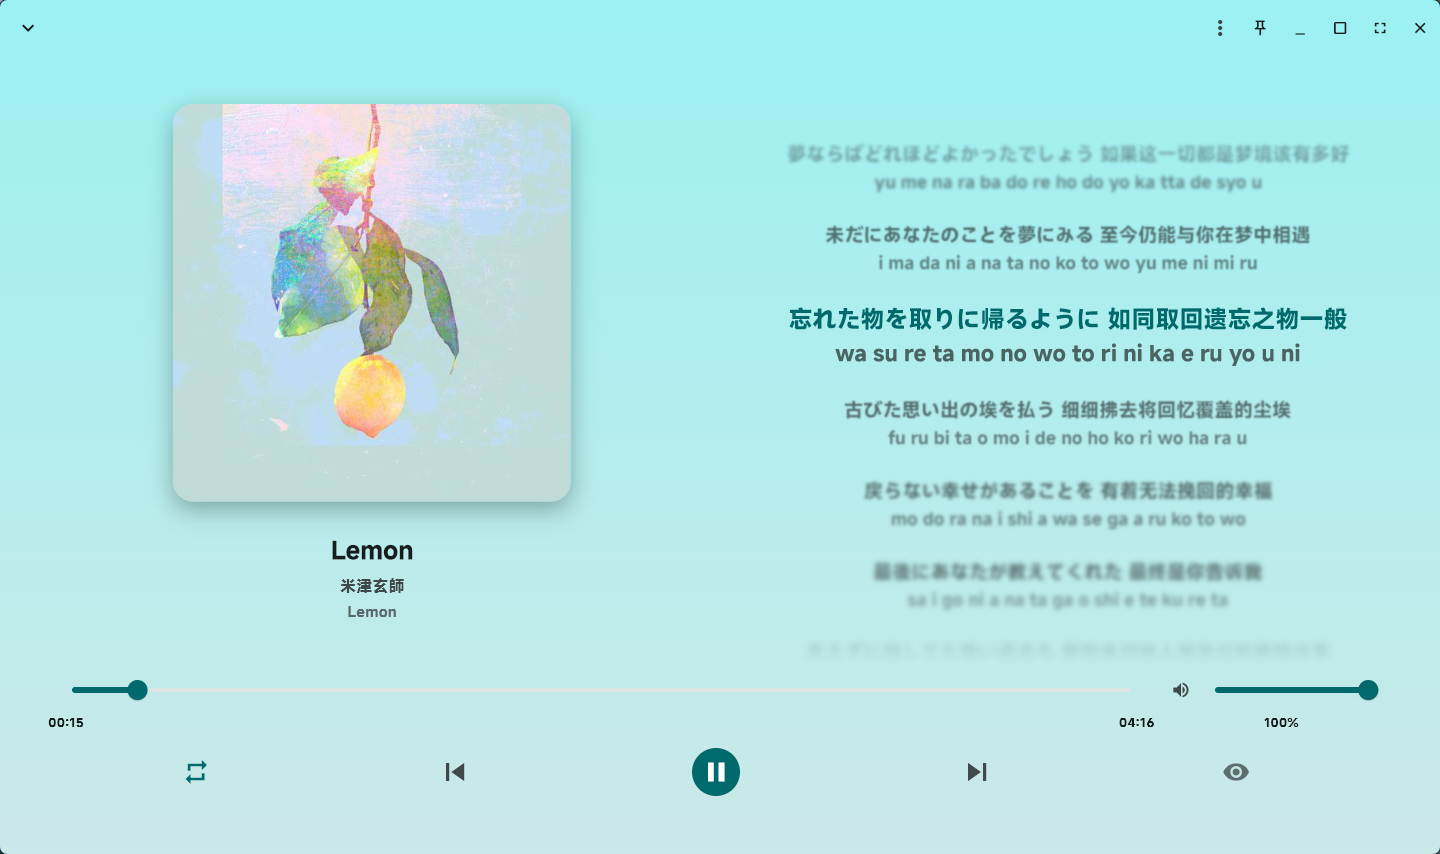 Lemon
米津玄師
Lemon
夢ならばどれほどよかったでしょう 如果这一切都是梦境该有多好
yu me na ra ba do re ho do yo ka tta de syo u
未だにあなたのことを夢にみる 至今仍能与你在梦中相遇
i ma da ni a na ta no ko to wo yu me ni mi ru
忘れた物を取りに帰るように 如同取回遗忘之物一般
wa su re ta mo no wo to ri ni ka e ru yo u ni
古びた思い出の埃を払う 细细拂去将回忆覆盖的尘埃
fu ru bi ta o mo i de no ho ko ri wo ha ra u
戻らない幸せがあることを 有若无法挽回的幸福
mo do ra na i shi a wa se ga a ru ko to wo
最後にあなたが教えてくれた 最终是你告诉我
sa i go ni a na ta ga o shi e te ku re ta
00:15
04:16
100%